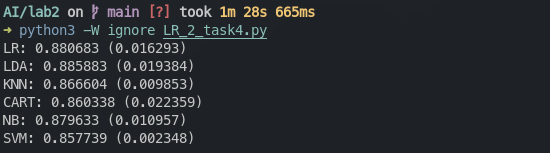 AI/lab2 on ᚠ main [?] took 1m 28s 665ms
→ python3 -W ignore LR_2_task4.py
LR: 0.880683 (0.016293)
LDA: 0.885883 (0.019384)
KNN: 0.866604 (0.009853)
CART: 0.860338 (0.022359)
NB: 0.879633 (0.010957)
SVM: 0.857739 (0.002348)